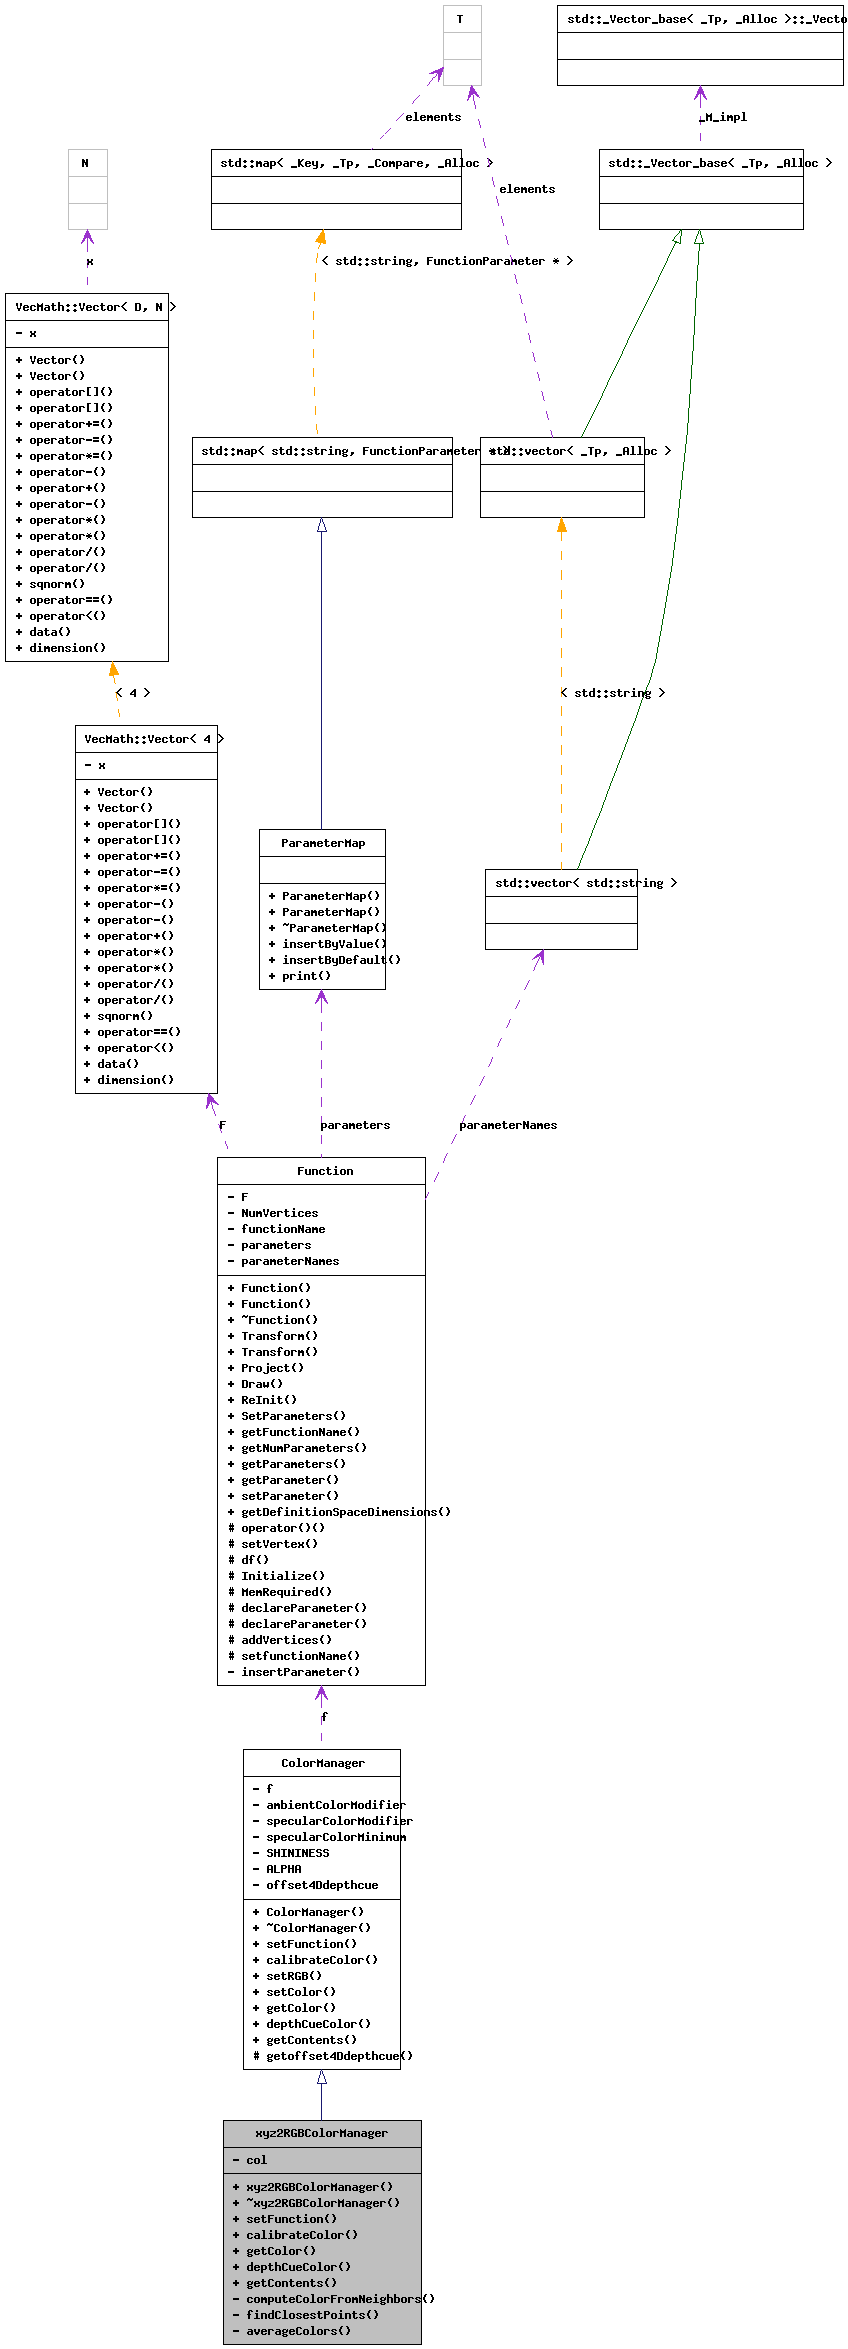 T
std::_Vector_base< _Tp, _Alloc >::_Vecto
elements
_M_impl
N
std::map< _Key, _Tp, _Compare, _Alloc >
std::_Vector_base< _Tp, _Alloc >
elements
x
< std::string, FunctionParameter * >
VecMath::Vector< D, N >
- x
+ Vector()
+ Vector()
+ operator[]()
+ operator[]()
+ operator+=()
+ operator-=()
+ operator*=()
+ operator-()
+ operator+()
+ operator-()
+ operator*()
+ operator*()
+ operator/()
+ operator/()
+ sqnorm()
+ operator==()
+ operator<()
+ data()
+ dimension()
std::map< std::string, FunctionParameter * >
std::vector< _Tp, _Alloc >
< 4 >
< std::string >
VecMath::Vector< 4 >
- x
+ Vector()
+ Vector()
+ operator[]()
+ operator[]()
+ operator+=()
+ operator-=()
+ operator*=()
+ operator-()
+ operator-()
+ operator+()
+ operator*()
+ operator*()
+ operator/()
+ operator/()
+ sqnorm()
+ operator==()
+ operator<()
+ data()
+ dimension()
ParameterMap
+ ParameterMap()
+ ParameterMap()
+ ~ParameterMap()
+ insertByValue()
+ insertByDefault()
+ print()
std::vector< std::string >
F
parameters
parameterNames
Function
- F
- NumVertices
- functionName
- parameters
- parameterNames
+ Function()
+ Function()
+ ~Function()
+ Transform()
+ Transform()
+ Project()
+ Draw()
+ ReInit()
+ SetParameters()
+ getFunctionName()
+ getNumParameters()
+ getParameters()
+ getParameter()
+ setParameter()
+ getDefinitionSpaceDimensions()
# operator()()
# setVertex()
# df()
# Initialize()
# MemRequired()
# declareParameter()
# declareParameter()
# addVertices()
# setfunctionName()
- insertParameter()
f
ColorManager
- f
- ambientColorModifier
- specularColorModifier
- specularColorMinimum
- SHININESS
- ALPHA
- offset4Ddepthcue
+ ColorManager()
+ ~ColorManager()
+ setFunction()
+ calibrateColor()
+ setRGB()
+ setColor()
+ getColor()
+ depthCueColor()
+ getContents()
# getoffset4Ddepthcue()
xyz2RGBColorManager
- col
+ xyz2RGBColorManager()
+ ~xyz2RGBColorManager()
+ setFunction()
+ calibrateColor()
+ getColor()
+ depthCueColor()
+ getContents()
- computeColorFromNeighbors()
- findClosestPoints()
- averageColors()